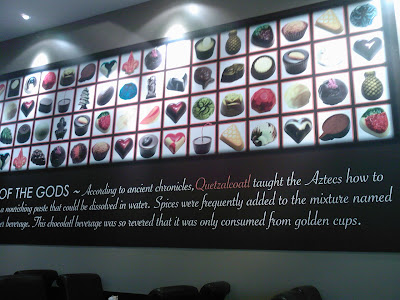 OF THE GODS ~ According to ancient chronicles, Quetzalcoatl taught the Aztecs how to
a nourishing paste that could be dissolved in water. Spices were frequently added to the mixture named
er beverage. This chocolatl beverage was so revered that it was only consumed from golden cups.